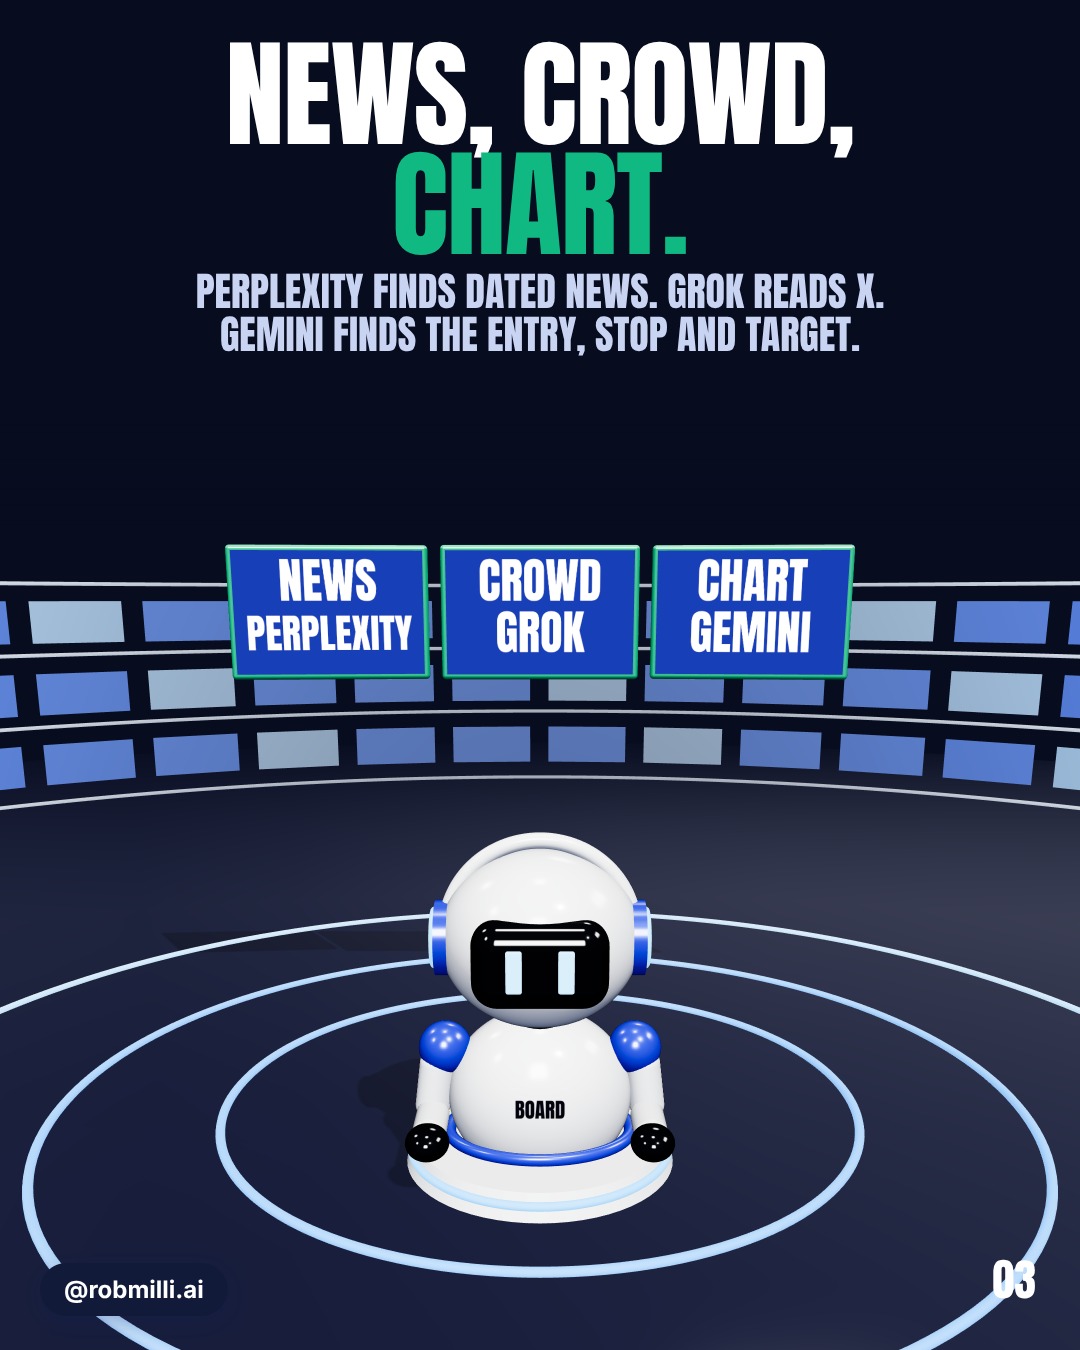 NEWS, CROWD,
CHART.
PERPLEXITY FINDS DATED NEWS. GROK READS X.
GEMINI FINDS THE ENTRY, STOP AND TARGET.
NEWS
PERPLEXITY
CROWD
GROK
CHART
GEMINI
BOARD
@robmilli.ai
03